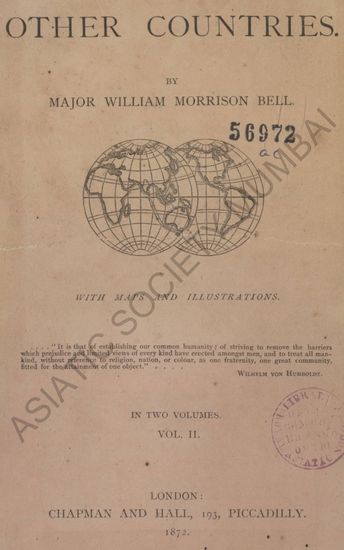 OTHER COUNTRIES.
BY
MAJOR WILLIAM MORRISON BELL.
56972
WITH MAPS AND ILLUSTRATIONS.
. . . . . "It is that of establishing our common humanity; of striving to remove the barriers
which prejudice and limited views of every kind have erected amongst men, and to treat all man-
kind, without reference to religion, nation, or colour, as one fraternity, one great community,
fitted for the attainment of one object." . . . .
WILHELM VON HUMBOLDT.
IN TWO VOLUMES.
VOL. II.
LONDON:
CHAPMAN AND HALL, 193, PICCADILLY.
1872.
ASIATIC SOCIETY MUMBAI